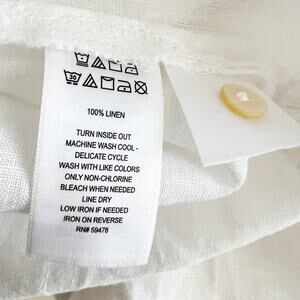 30
100% LINEN
TURN INSIDE OUT
MACHINE WASH COOL -
DELICATE CYCLE
WASH WITH LIKE COLORS
ONLY NON-CHLORINE
BLEACH WHEN NEEDED
LINE DRY
LOW IRON IF NEEDED
IRON ON REVERSE
RN# 59478